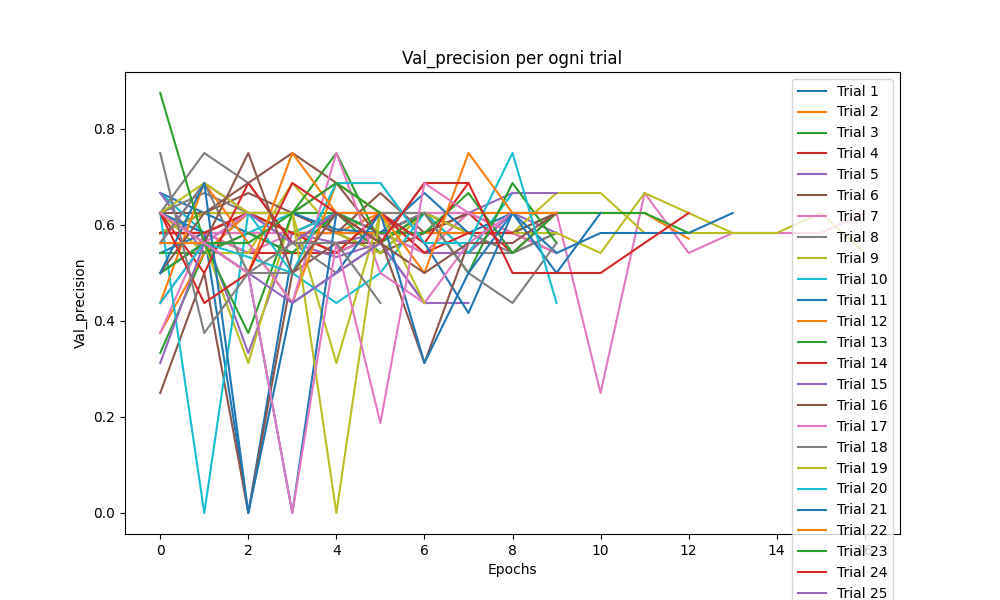 Val_precision per ogni trial
Val_precision
0.8
0.6
0.4
0.2
0.0
0 2 4 6 8 10 12 14 16
Epochs
Trial 1
Trial 2
Trial 3
Trial 4
Trial 5
Trial 6
Trial 7
Trial 8
Trial 9
Trial 10
Trial 11
Trial 12
Trial 13
Trial 14
Trial 15
Trial 16
Trial 17
Trial 18
Trial 19
Trial 20
Trial 21
Trial 22
Trial 23
Trial 24
Trial 25